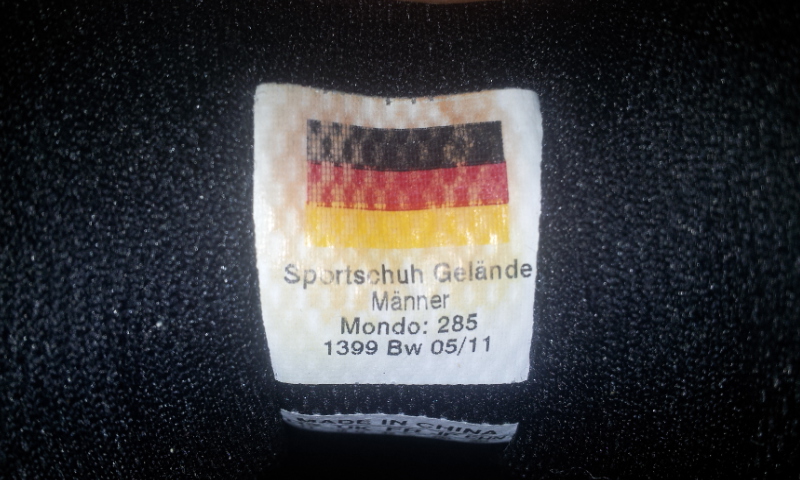 Sportschuh Gelände
Männer
Mondo: 285
1399 Bw 05/11
MADE IN CHINA